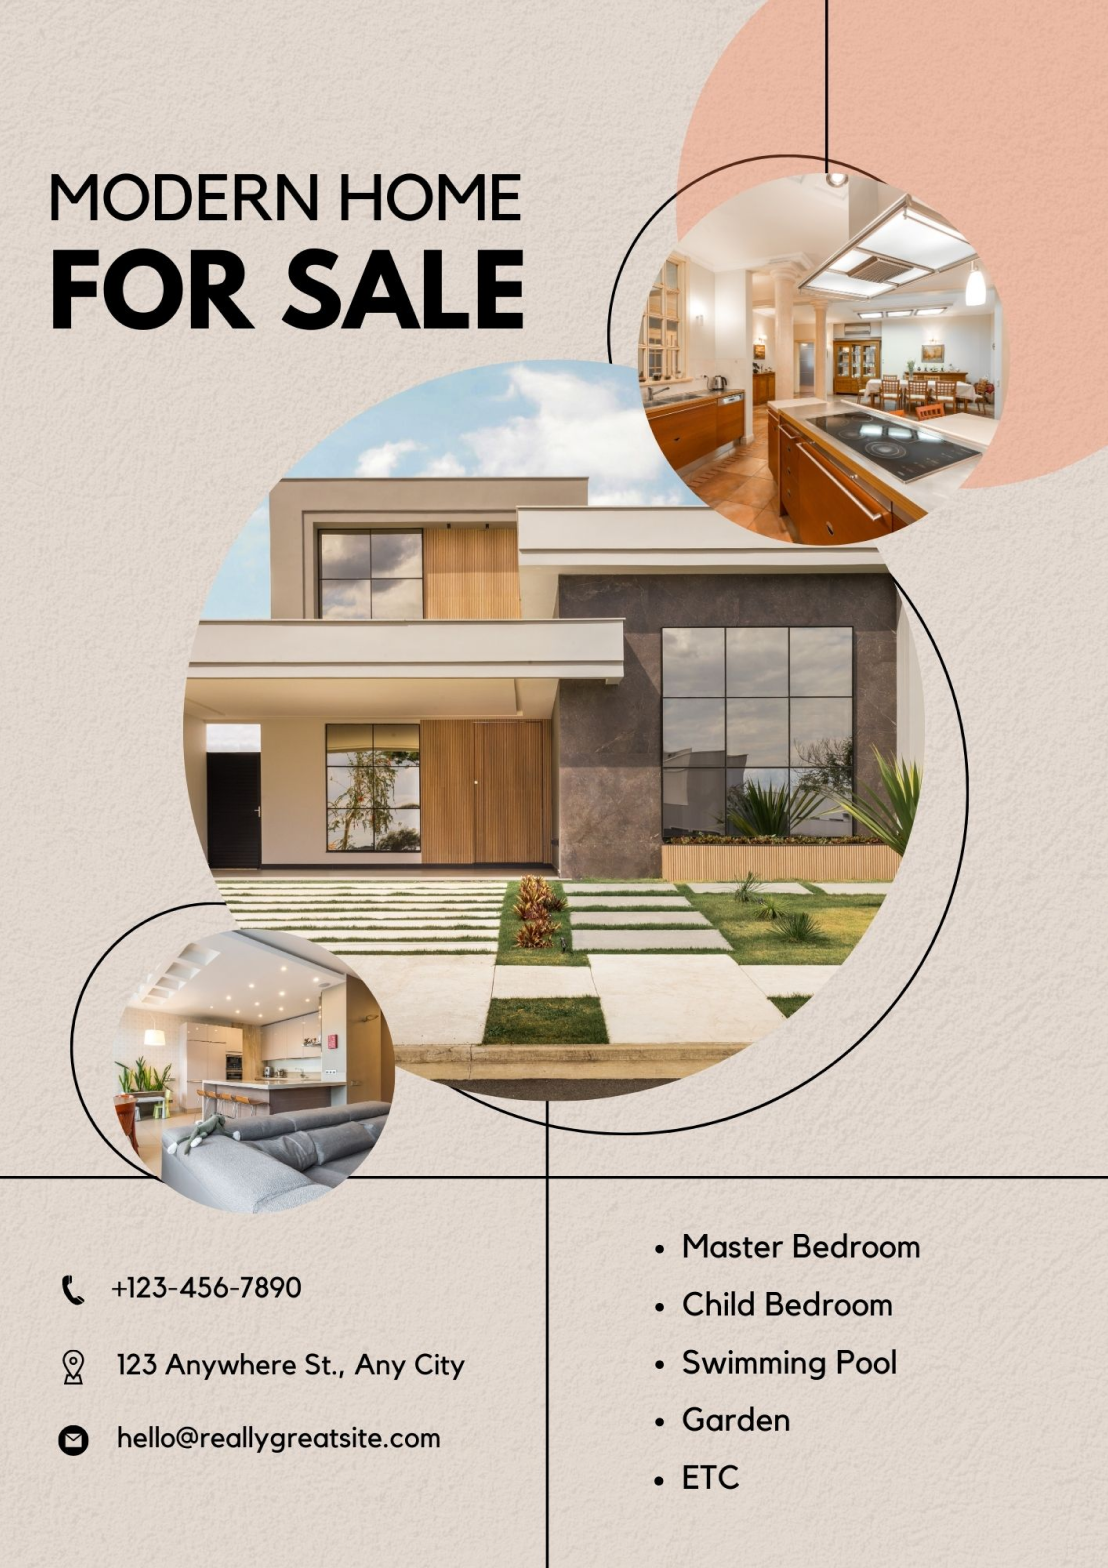 MODERN HOME
FOR SALE
+123-456-7890
123 Anywhere St., Any City
hello@reallygreatsite.com
• Master Bedroom
• Child Bedroom
• Swimming Pool
• Garden
• ETC